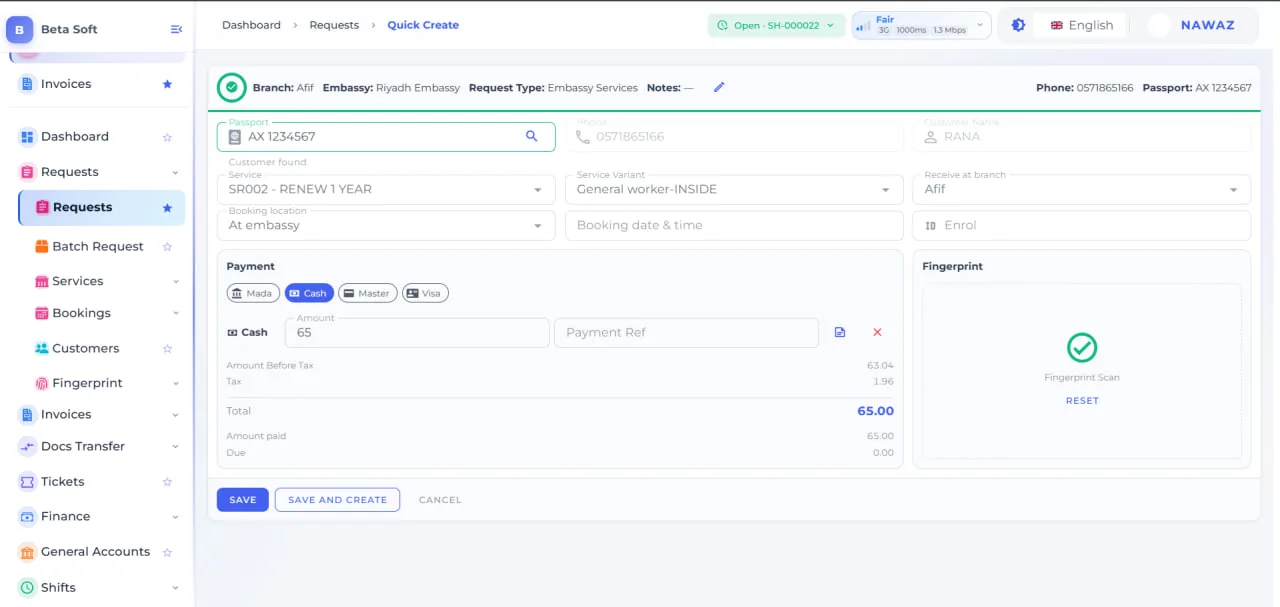 B Beta Soft
Dashboard > Requests > Quick Create
Open - SH-000022
Fair
3G 1000ms 1.3 Mbps
English
NAWAZ
Invoices
Dashboard
Requests
Requests
Batch Request
Services
Bookings
Customers
Fingerprint
Invoices
Docs Transfer
Tickets
Finance
General Accounts
Shifts
Branch: Afif Embassy: Riyadh Embassy Request Type: Embassy Services Notes: —
Phone: 0571865166 Passport: AX 1234567
Passport
AX 1234567
Customer found
Phone
0571865166
Customer Name
RANA
Service
SR002 - RENEW 1 YEAR
Service Variant
General worker-INSIDE
Receive at branch
Afif
Booking location
At embassy
Booking date & time
ID Enrol
Payment
Mada Cash Master Visa
Cash
Amount
65
Payment Ref
Amount Before Tax 63.04
Tax 1.96
Total 65.00
Amount paid 65.00
Due 0.00
Fingerprint
Fingerprint Scan
RESET
SAVE SAVE AND CREATE CANCEL